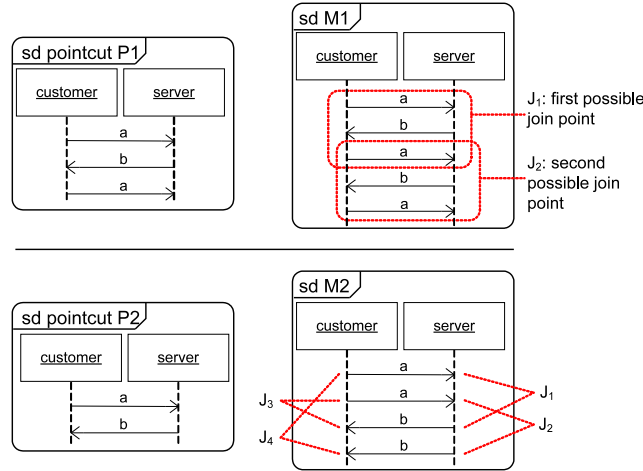 sd pointcut P1
customer
server
a
b
a
sd M1
customer
server
a
b
a
b
a
J1: first possible
join point
J2: second
possible join
point
sd pointcut P2
customer
server
a
b
sd M2
customer
server
a
a
b
b
J3
J4
J1
J2